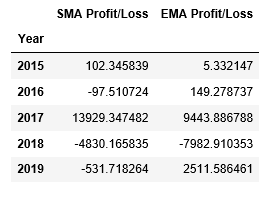 SMA Profit/Loss EMA Profit/Loss
Year
2015 102.345839 5.332147
2016 -97.510724 149.278737
2017 13929.347482 9443.886788
2018 -4830.165835 -7982.910353
2019 -531.718264 2511.586461